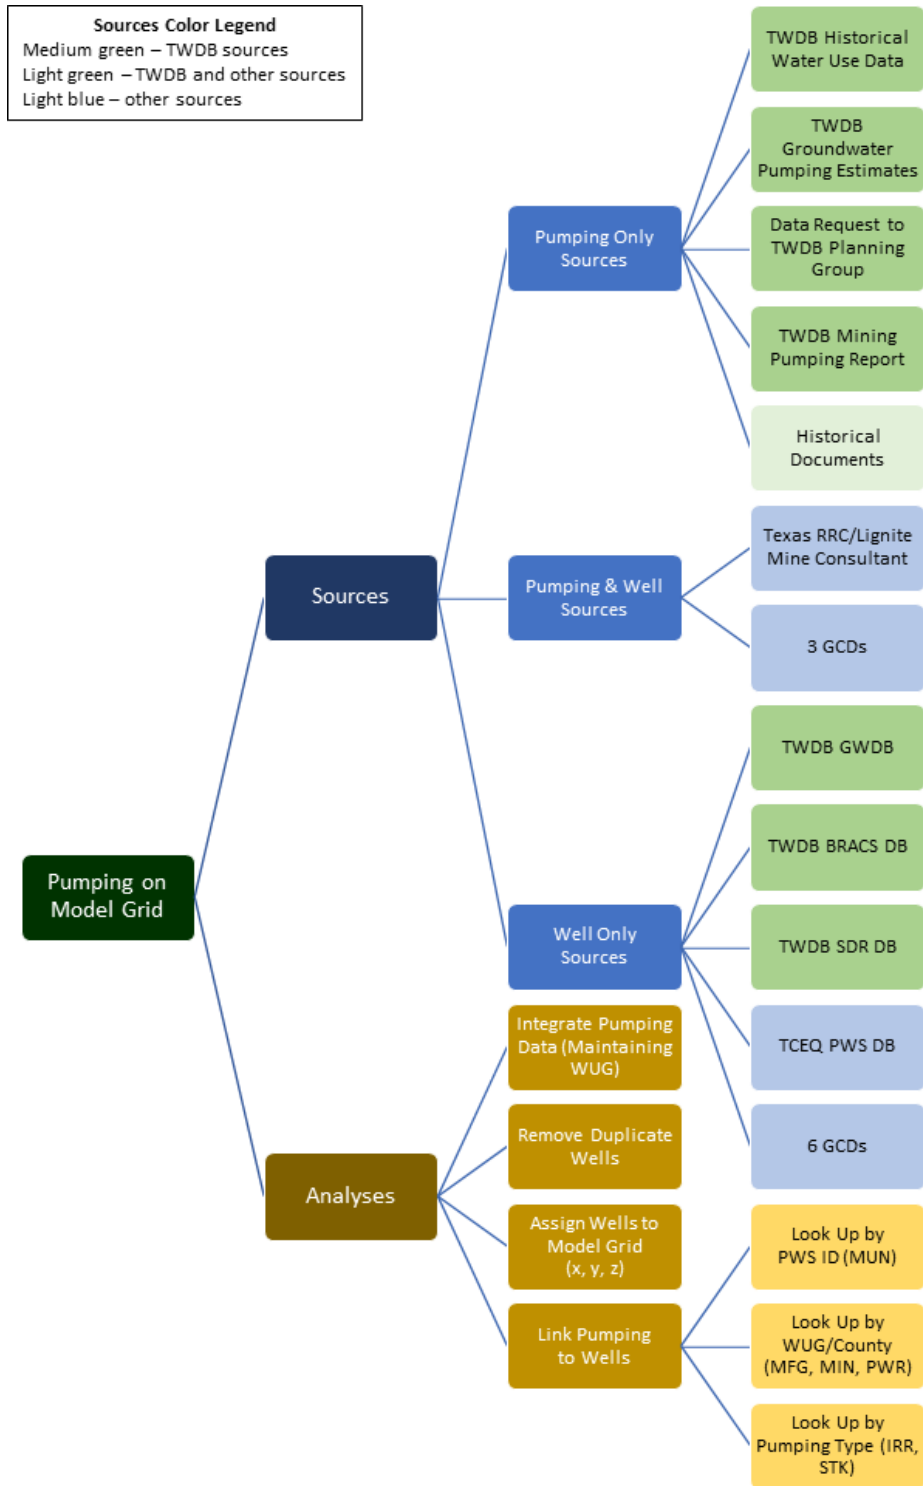 Sources Color Legend
Medium green – TWDB sources
Light green – TWDB and other sources
Light blue – other sources
TWDB Historical
Water Use Data
TWDB
Groundwater
Pumping Estimates
Pumping Only
Sources
Data Request to
TWDB Planning
Group
TWDB Mining
Pumping Report
Historical
Documents
Texas RRC/Lignite
Mine Consultant
Sources
Pumping & Well
Sources
3 GCDs
TWDB GWDB
TWDB BRACS DB
Pumping on
Model Grid
Well Only
Sources
TWDB SDR DB
Integrate Pumping
Data (Maintaining
WUG)
TCEQ PWS DB
Remove Duplicate
Wells
6 GCDs
Analyses
Assign Wells to
Model Grid
(x, y, z)
Look Up by
PWS ID (MUN)
Link Pumping
to Wells
Look Up by
WUG/County
(MFG, MIN, PWR)
Look Up by
Pumping Type (IRR,
STK)